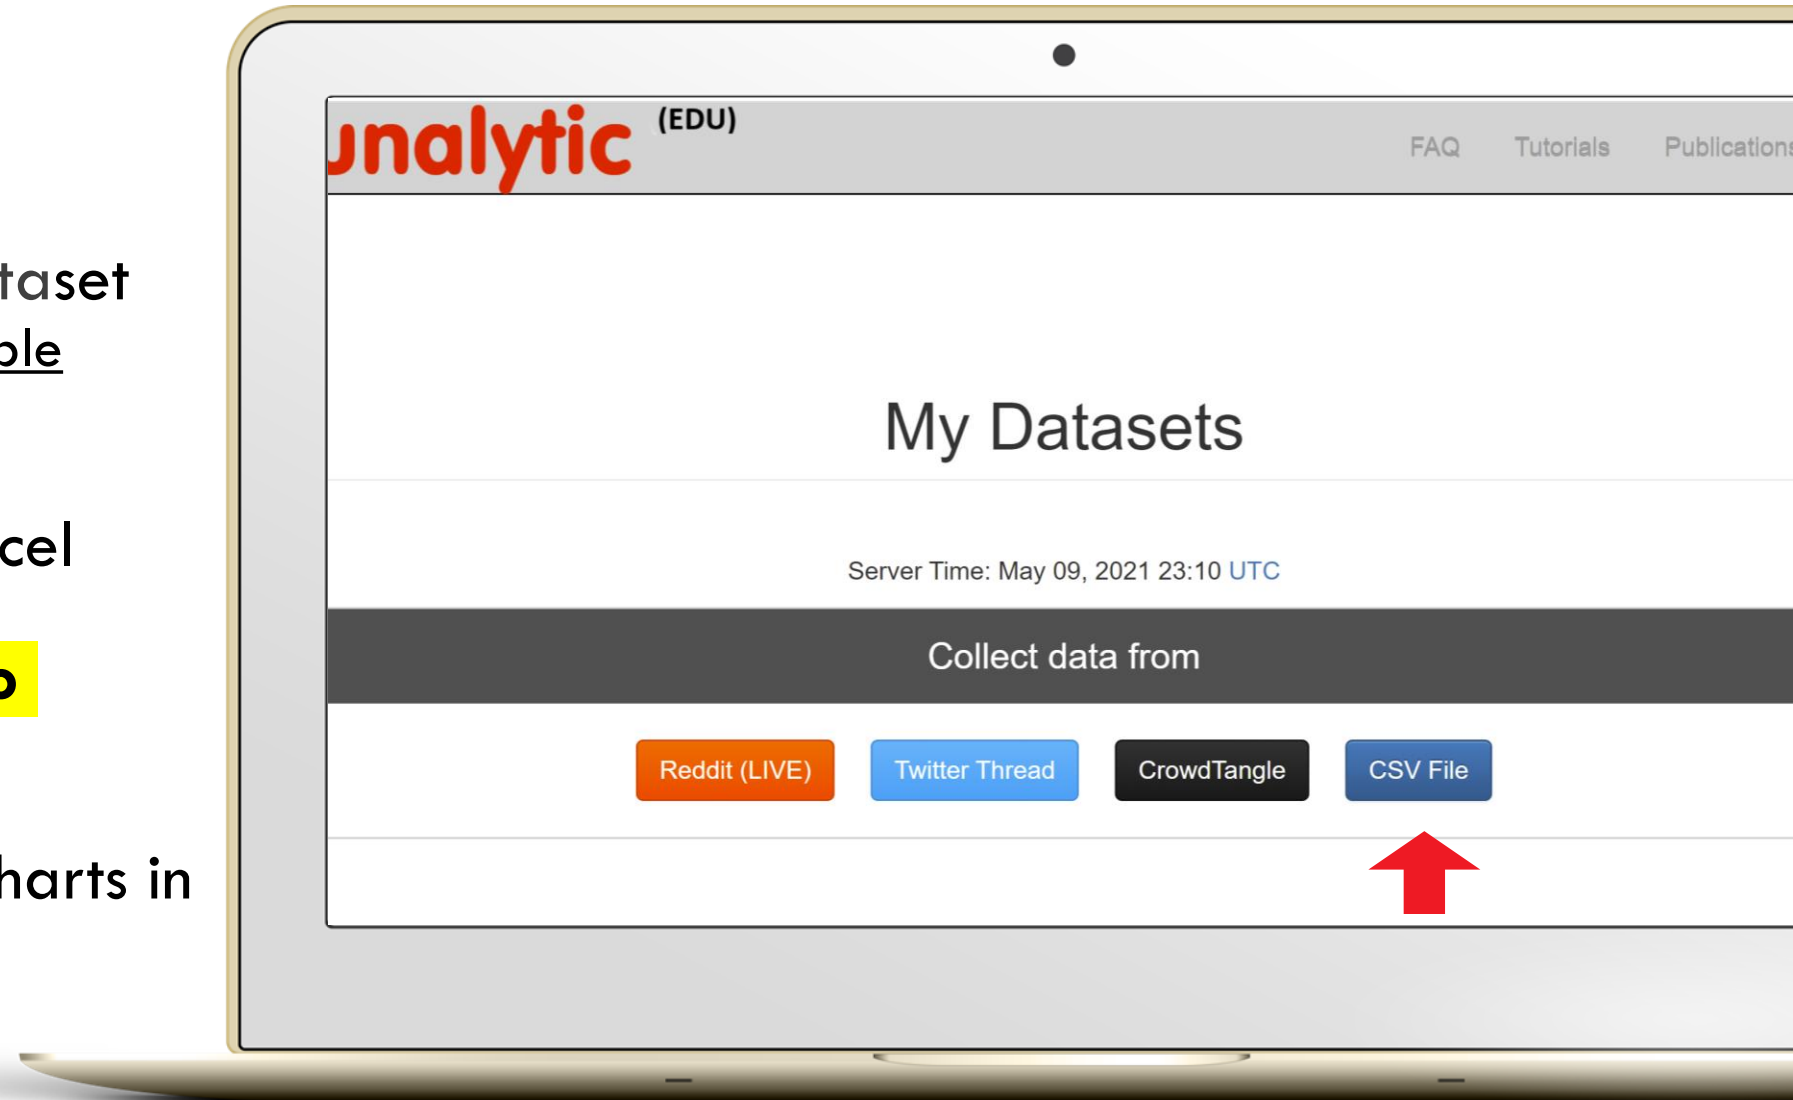 taset
ple
cel
harts in
unalytic (EDU)
FAQ Tutorials Publications
My Datasets
Server Time: May 09, 2021 23:10 UTC
Collect data from
Reddit (LIVE) Twitter Thread CrowdTangle CSV File